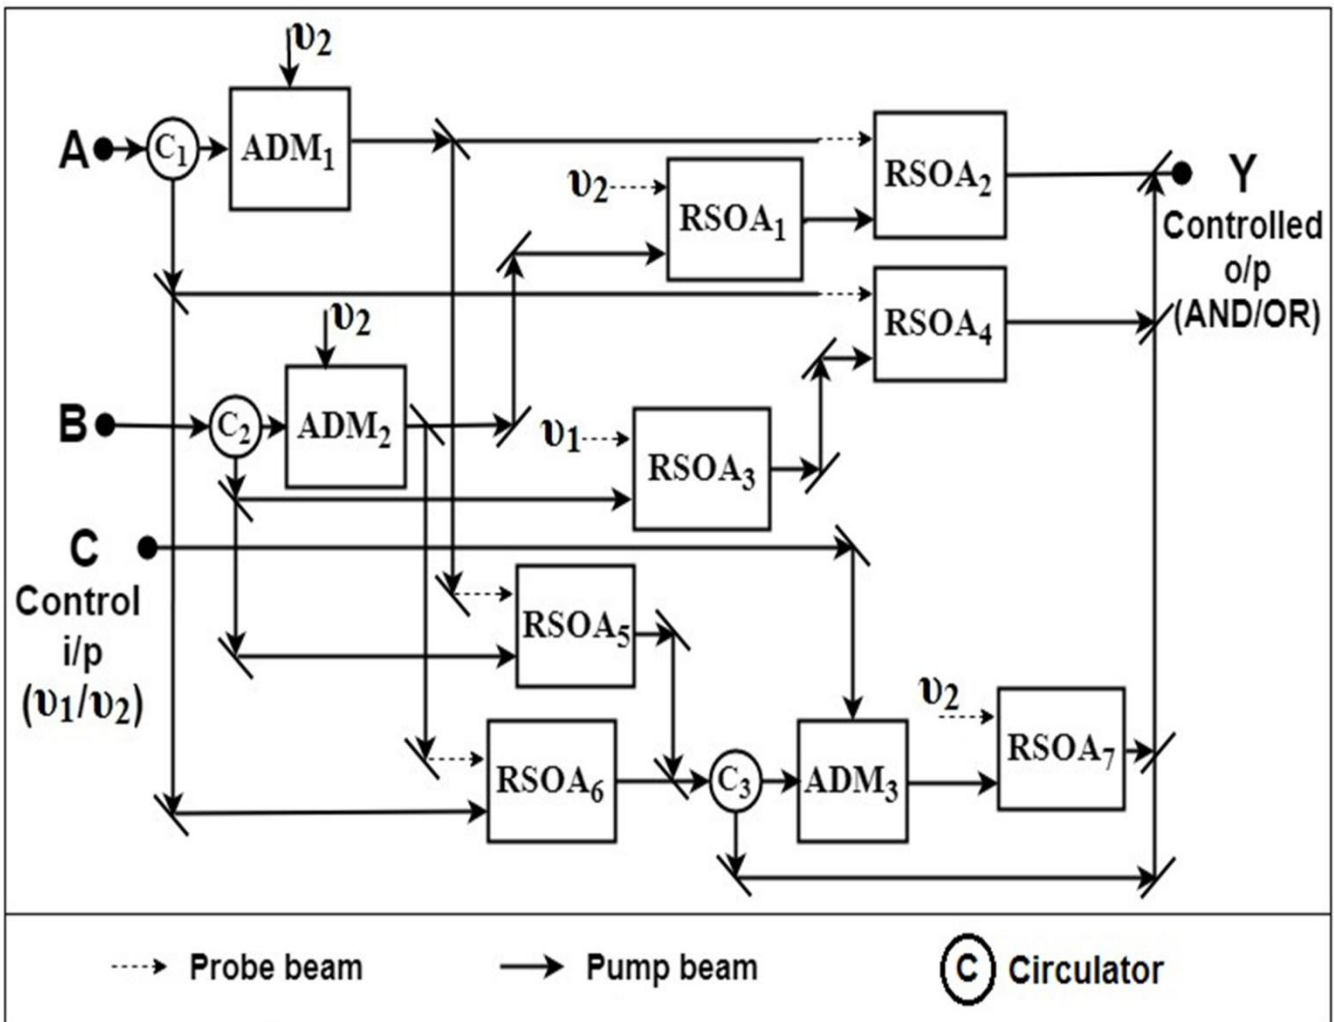 υ2
A
C1
ADM1
RSOA2
Y
υ2
RSOA1
Controlled
o/p
(AND/OR)
RSOA4
υ2
B
C2
ADM2
υ1
RSOA3
C
Control
i/p
(υ1/υ2)
RSOA5
υ2
RSOA7
RSOA6
C3
ADM3
Probe beam
Pump beam
C
Circulator